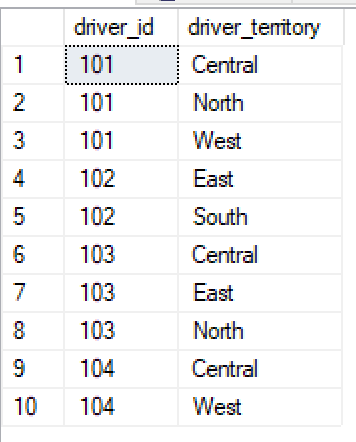 driver_id driver_territory
1 101 Central
2 101 North
3 101 West
4 102 East
5 102 South
6 103 Central
7 103 East
8 103 North
9 104 Central
10 104 West